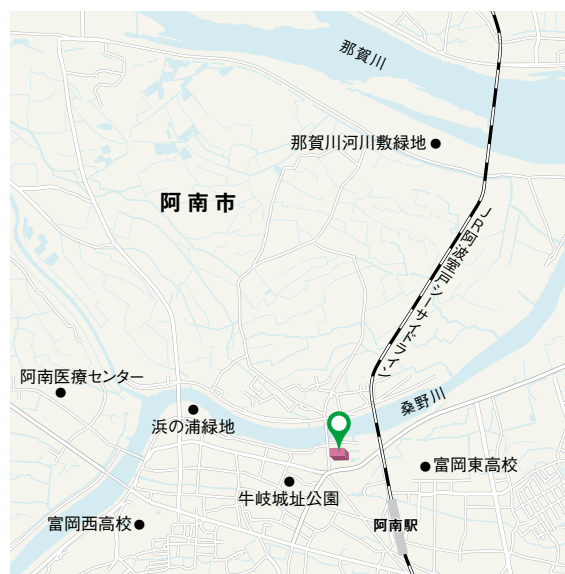 那賀川
那賀川河川敷緑地
阿南市
JR阿波室戸シーサイドライン
阿南医療センター
桑野川
浜の浦緑地
富岡東高校
牛岐城址公園
富岡西高校
阿南駅